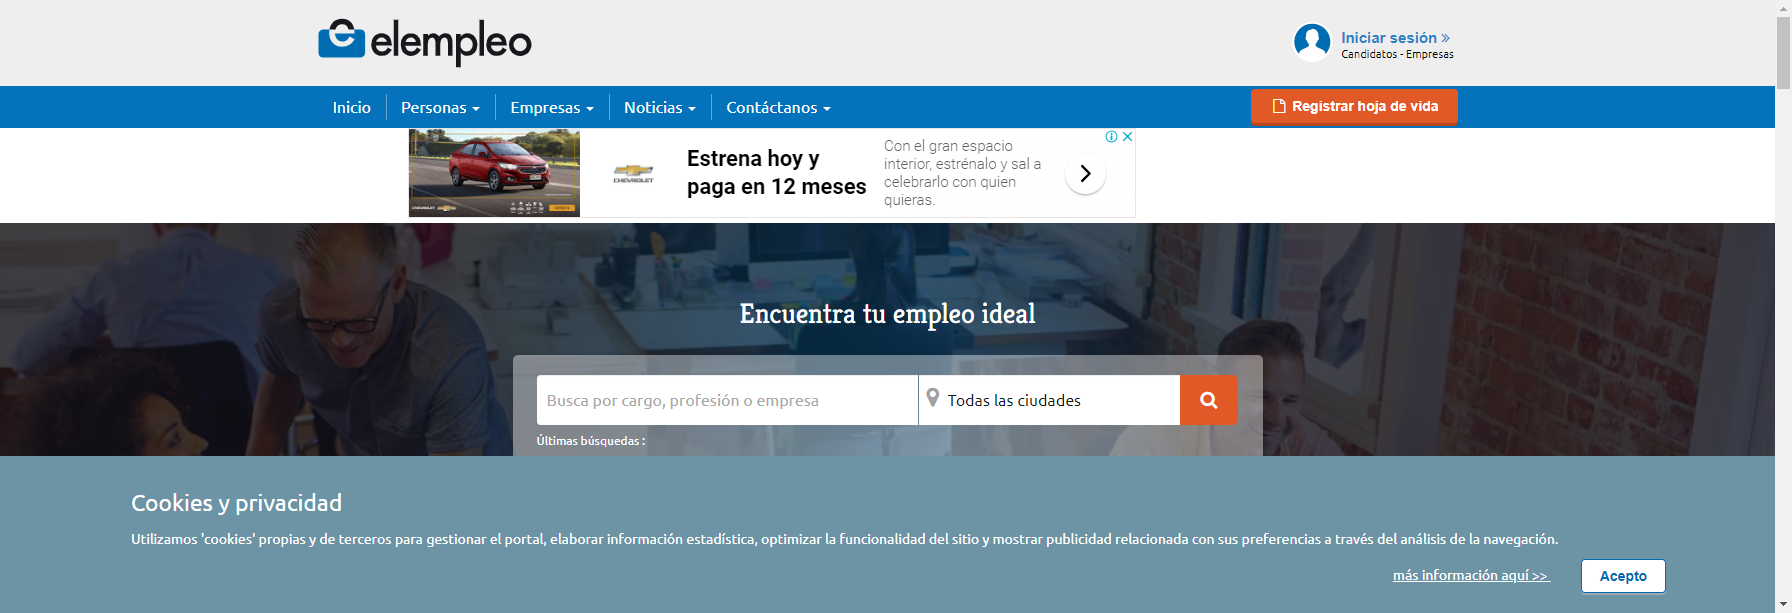 elempleo
Iniciar sesión »
Candidatos - Empresas
Inicio
Personas
Empresas
Noticias
Contáctanos
Registrar hoja de vida
CHEVROLET
Estrena hoy y
paga en 12 meses
Con el gran espacio
interior, estrénalo y sal a
celebrarlo con quien
quieras.
Encuentra tu empleo ideal
Busca por cargo, profesión o empresa
Todas las ciudades
Últimas búsquedas :
Cookies y privacidad
Utilizamos 'cookies' propias y de terceros para gestionar el portal, elaborar información estadística, optimizar la funcionalidad del sitio y mostrar publicidad relacionada con sus preferencias a través del análisis de la navegación.
más información aquí >>
Acepto